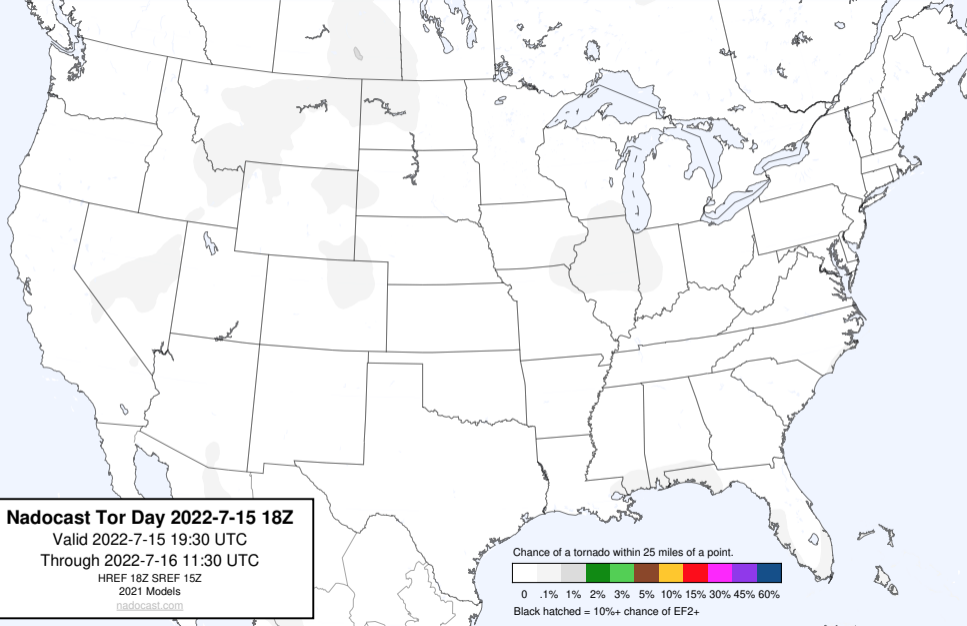 Nadocast Tor Day 2022-7-15 18Z
Valid 2022-7-15 19:30 UTC
Through 2022-7-16 11:30 UTC
HREF 18Z SREF 15Z
2021 Models
nadocast.com
Chance of a tornado within 25 miles of a point.
0 .1% 1% 2% 3% 5% 10% 15% 30% 45% 60%
Black hatched = 10%+ chance of EF2+